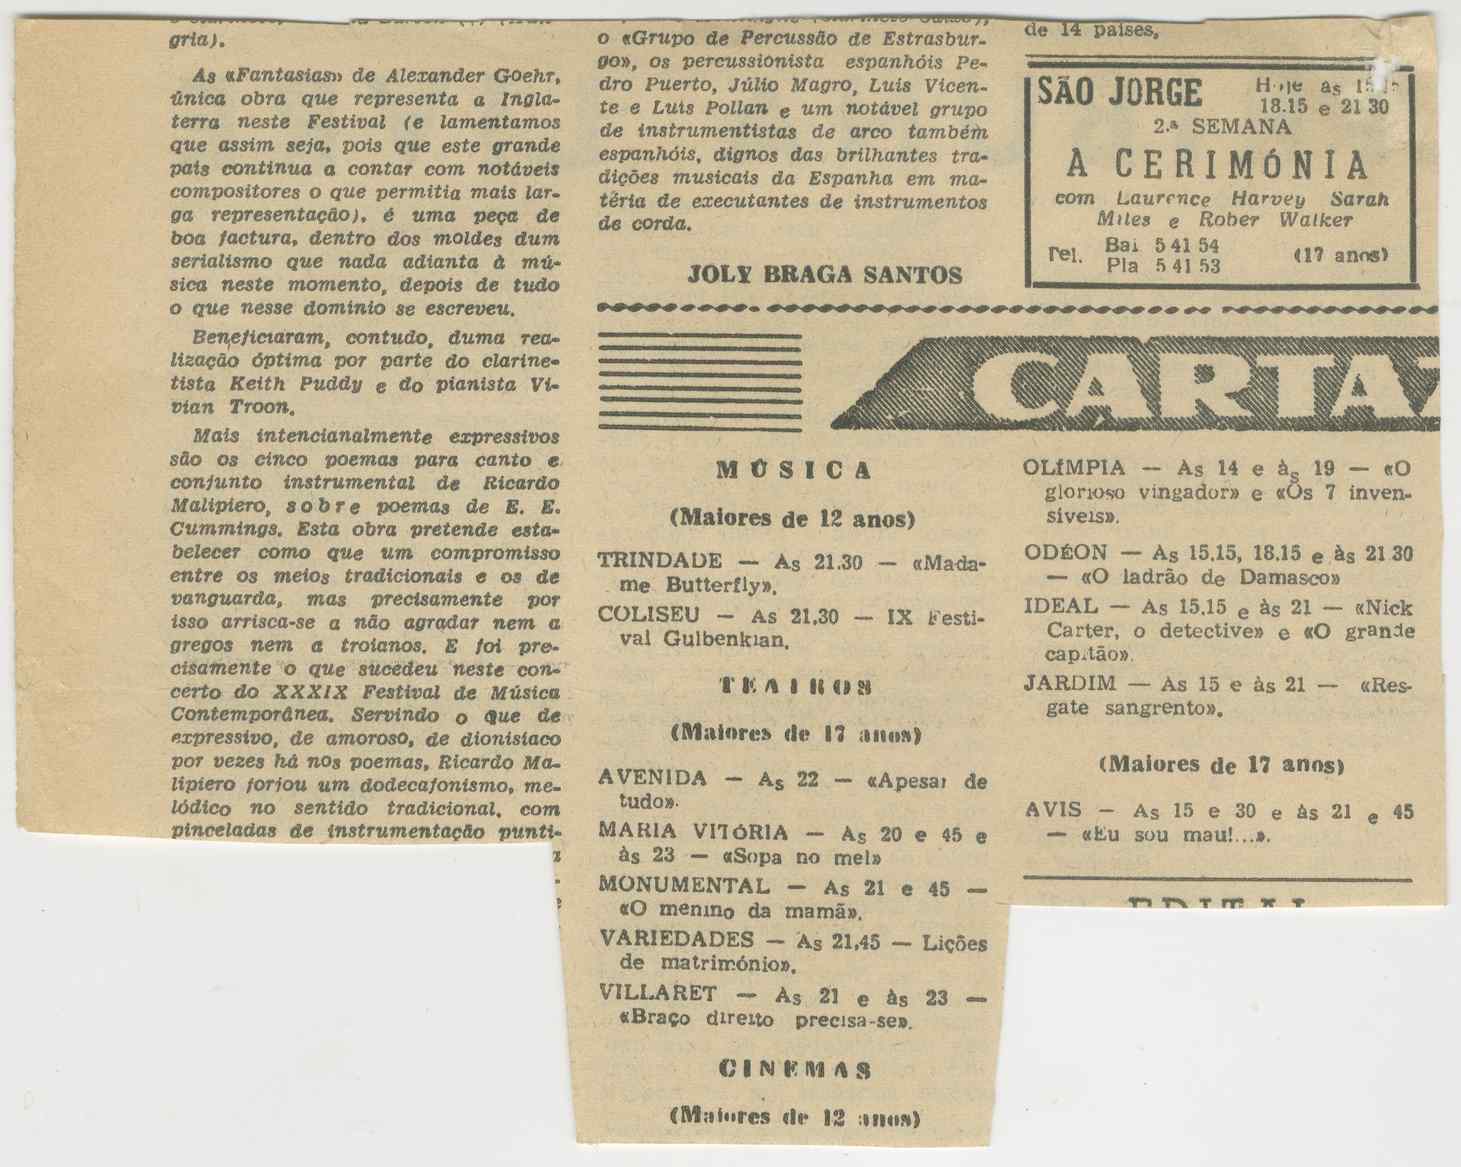 gria).
As «Fantasias» de Alexander Goehr,
única obra que representa a Ingla-
terra neste Festival (e lamentamos
que assim seja, pois que este grande
país continua a contar com notáveis
compositores o que permitia mais lar-
ga representação), é uma peça de
boa factura, dentro dos moldes dum
serialismo que nada adianta à mú-
sica neste momento, depois de tudo
o que nesse domínio se escreveu.
Beneficiaram, contudo, duma rea-
lização óptima por parte do clarine-
tista Keith Puddy e do pianista Vi-
vian Troon.
Mais intencianalmente expressivos
são os cinco poemas para canto e
conjunto instrumental de Ricardo
Malipiero, sobre poemas de E. E.
Cummings. Esta obra pretende esta-
belecer como que um compromisso
entre os meios tradicionais e os de
vanguarda, mas precisamente por
isso arrisca-se a não agradar nem a
gregos nem a troianos. E foi pre-
cisamente o que sucedeu neste con-
certo do XXXIX Festival de Música
Contemporânea. Servindo o que de
expressivo, de amoroso, de dionisíaco
por vezes há nos poemas, Ricardo Ma-
lipiero forjou um dodecafonismo, me-
lódico no sentido tradicional, com
pinceladas de instrumentação punti-
o «Grupo de Percussão de Estrasbur-
go», os percussionista espanhóis Pe-
dro Puerto, Júlio Magro, Luis Vicen-
te e Luis Pollan e um notável grupo
de instrumentistas de arco também
espanhóis, dignos das brilhantes tra-
dições musicais da Espanha em ma-
téria de executantes de instrumentos
de corda.
JOLY BRAGA SANTOS
de 14 países.
SÃO JORGE
Hoje às
18.15 e 21 30
2.ª SEMANA
A CERIMÓNIA
com Laurence Harvey Sarah
Miles e Rober Walker
Tel. Bal 5 41 54
Pla 5 41 53
(17 anos)
CARTAZ
MÚSICA
(Maiores de 12 anos)
TRINDADE — As 21.30 — «Mada-
me Butterfly».
COLISEU — As 21,30 — IX Festi-
val Gulbenkian.
TEATROS
(Maiores de 17 anos)
AVENIDA — As 22 — «Apesar de
tudo».
MARIA VITÓRIA — As 20 e 45 e
às 23 — «Sopa no mel»
MONUMENTAL — As 21 e 45 —
«O menino da mamã».
VARIEDADES — As 21,45 — Lições
de matrimónio».
VILLARET — As 21 e às 23 —
«Braço direito precisa-se».
CINEMAS
(Maiores de 12 anos)
OLÍMPIA — As 14 e às 19 — «O
glorioso vingador» e «Os 7 inven-
síveis».
ODÉON — As 15.15, 18.15 e às 21 30
— «O ladrão de Damasco»
IDEAL — As 15.15 e às 21 — «Nick
Carter, o detective» e «O grande
capitão».
JARDIM — As 15 e às 21 — «Res-
gate sangrento».
(Maiores de 17 anos)
AVIS — As 15 e 30 e às 21 e 45
— «Eu sou mau!...».
EDITAL